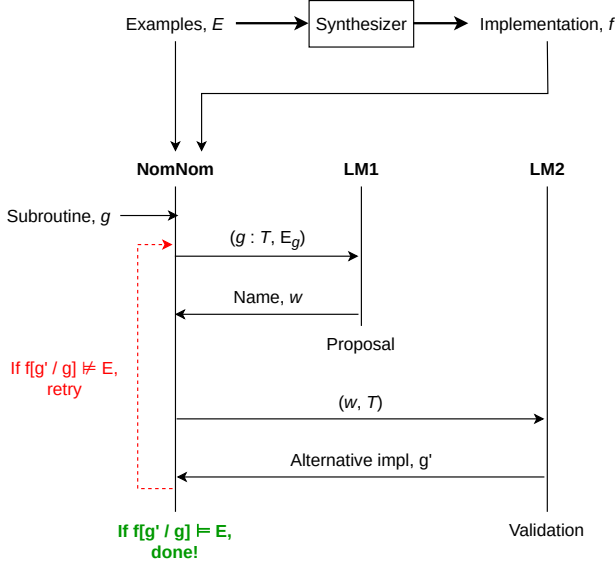 Examples, E
Synthesizer
Implementation, f
NomNom
LM1
LM2
Subroutine, g
(g : T, E_g)
Name, w
Proposal
If f[g' / g] ⊭ E,
retry
(w, T)
Alternative impl, g'
If f[g' / g] ⊨ E,
done!
Validation